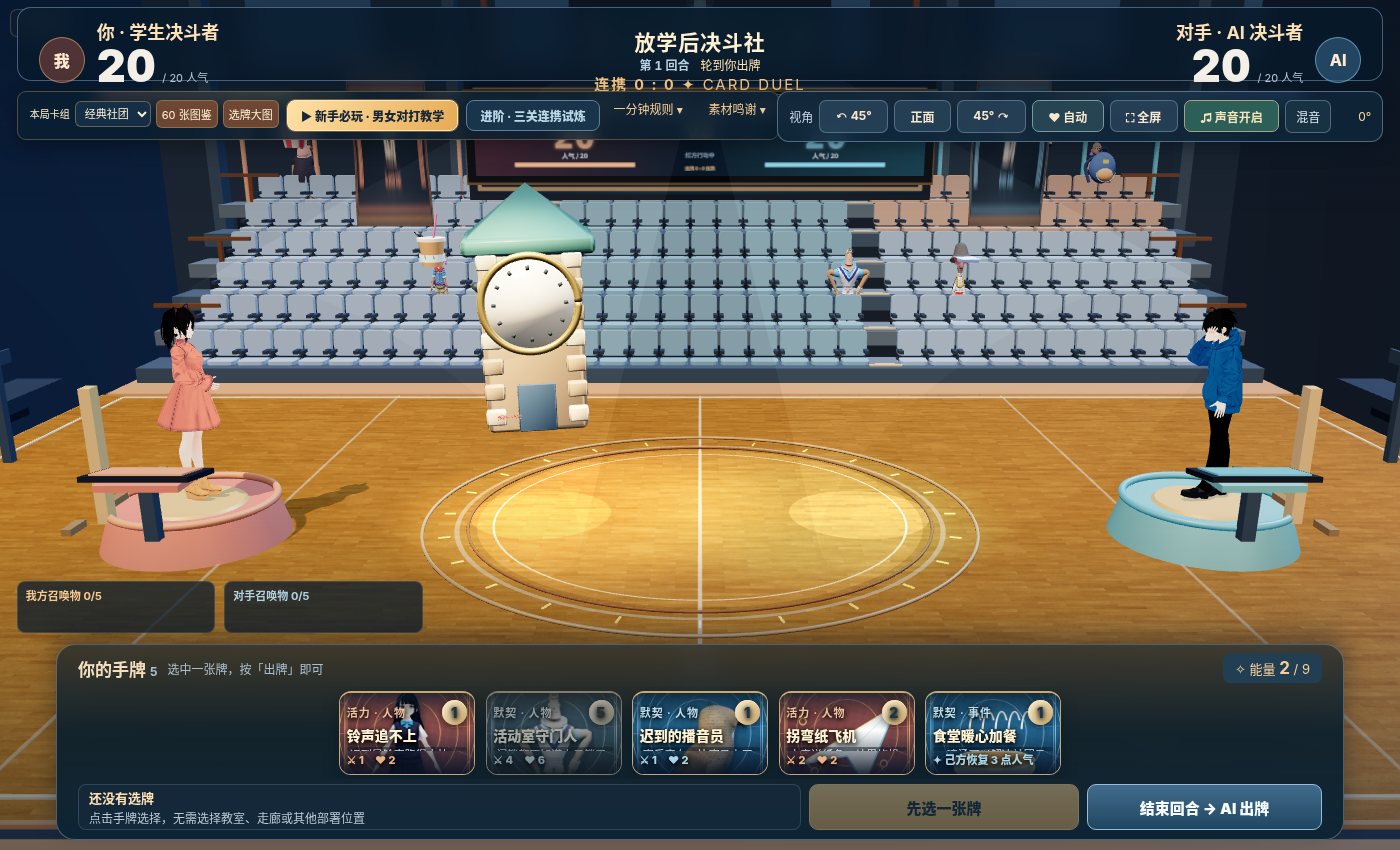 我
你 · 学生决斗者
20 / 20 人气
放学后决斗社
第 1 回合 轮到你出牌
连携 0 : 0 ✦ CARD DUEL
对手 · AI 决斗者
20 / 20 人气
AI
本局卡组 经典社团 60 张图鉴 选牌大图 ▶ 新手必玩 · 男女对打教学 进阶 · 三关连携试炼 一分钟规则 ▾ 素材鸣谢 ▾
视角 ↶ 45° 正面 45° ↷ ♥ 自动 ⛶ 全屏 ♫ 声音开启 混音 0°
20
人气 / 20
20
人气 / 20
我方召唤物 0/5
对手召唤物 0/5
你的手牌 5 选中一张牌，按「出牌」即可
✧ 能量 2 / 9
活力 · 人物 1
铃声追不上
⚔ 1 ♥ 2
默契 · 人物 5
活动室守门人
⚔ 4 ♥ 6
默契 · 人物 1
迟到的播音员
⚔ 1 ♥ 2
活力 · 人物 2
拐弯纸飞机
⚔ 2 ♥ 2
默契 · 事件 1
食堂暖心加餐
✦ 己方恢复 3 点人气
还没有选牌
点击手牌选择，无需选择教室、走廊或其他部署位置
先选一张牌
结束回合 → AI 出牌